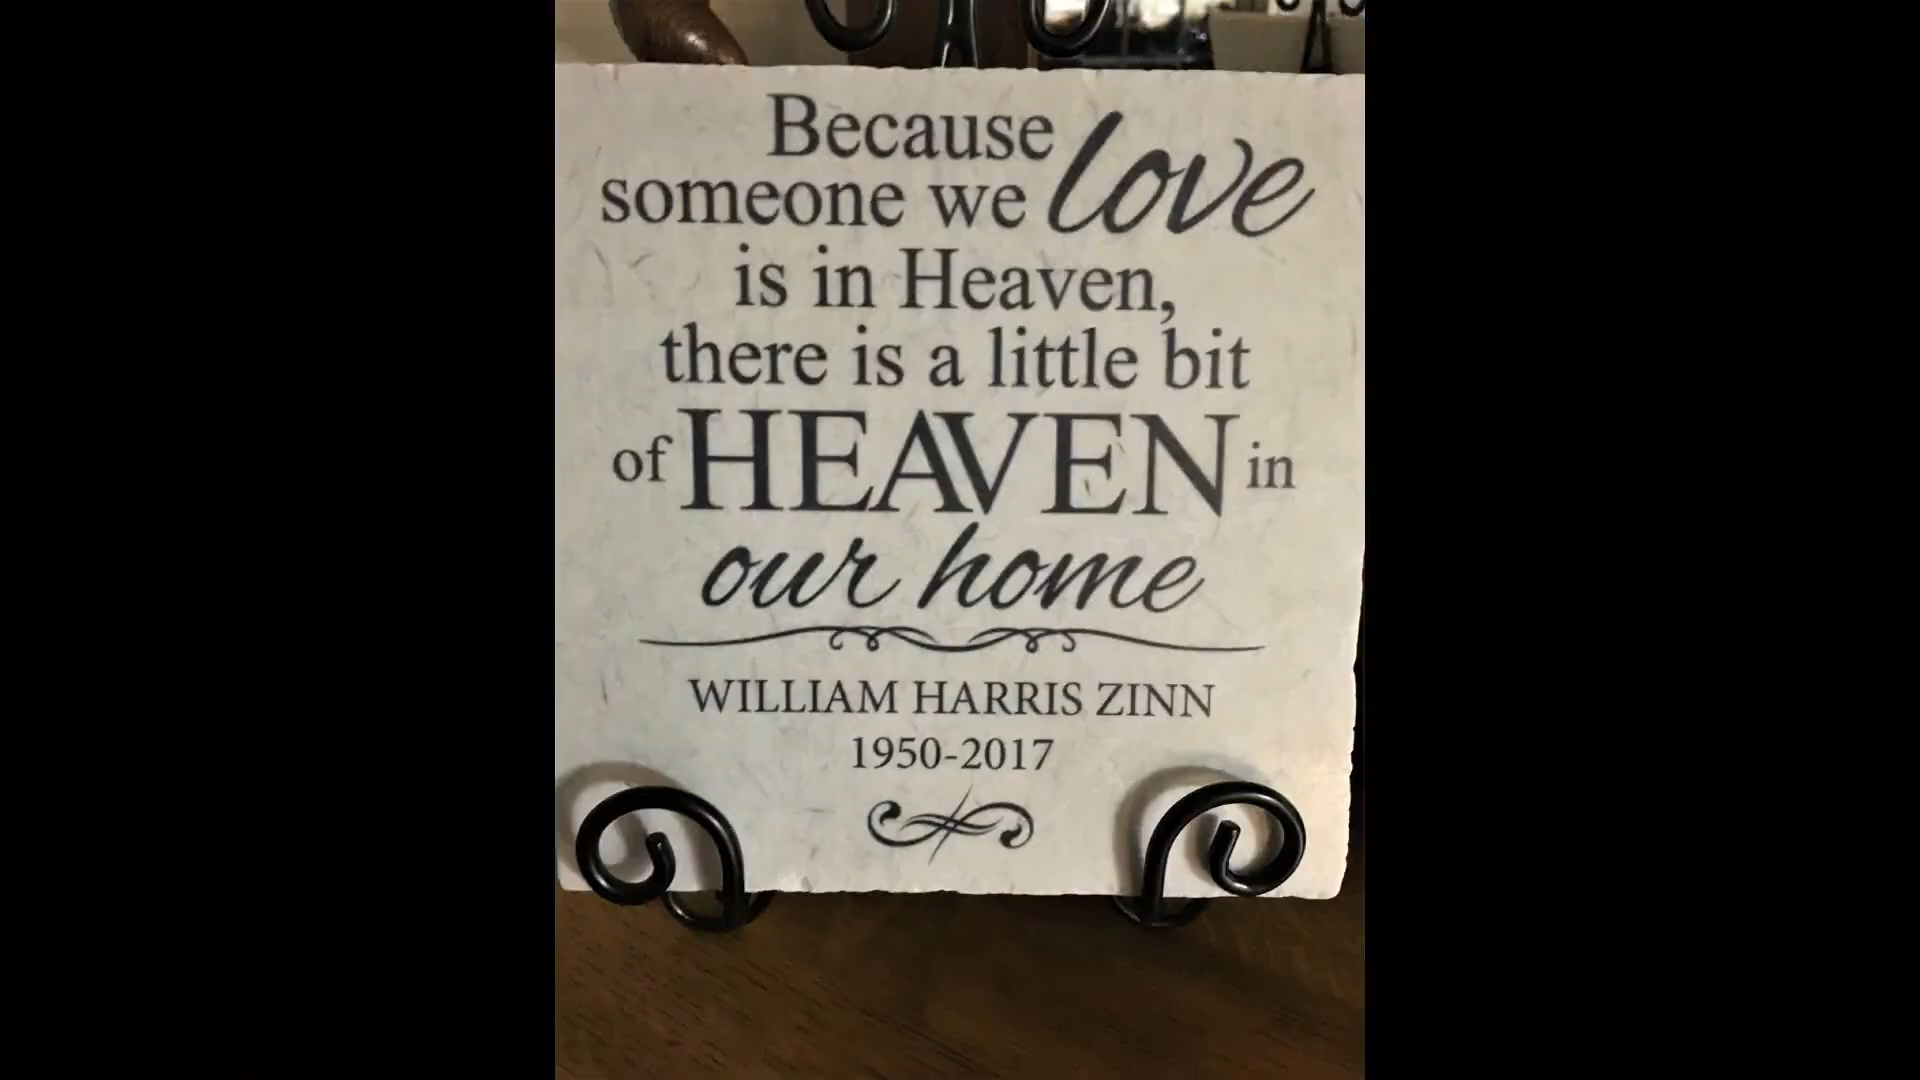 Because
someone we love
is in Heaven,
there is a little bit
of HEAVEN in
our home
WILLIAM HARRIS ZINN
1950-2017